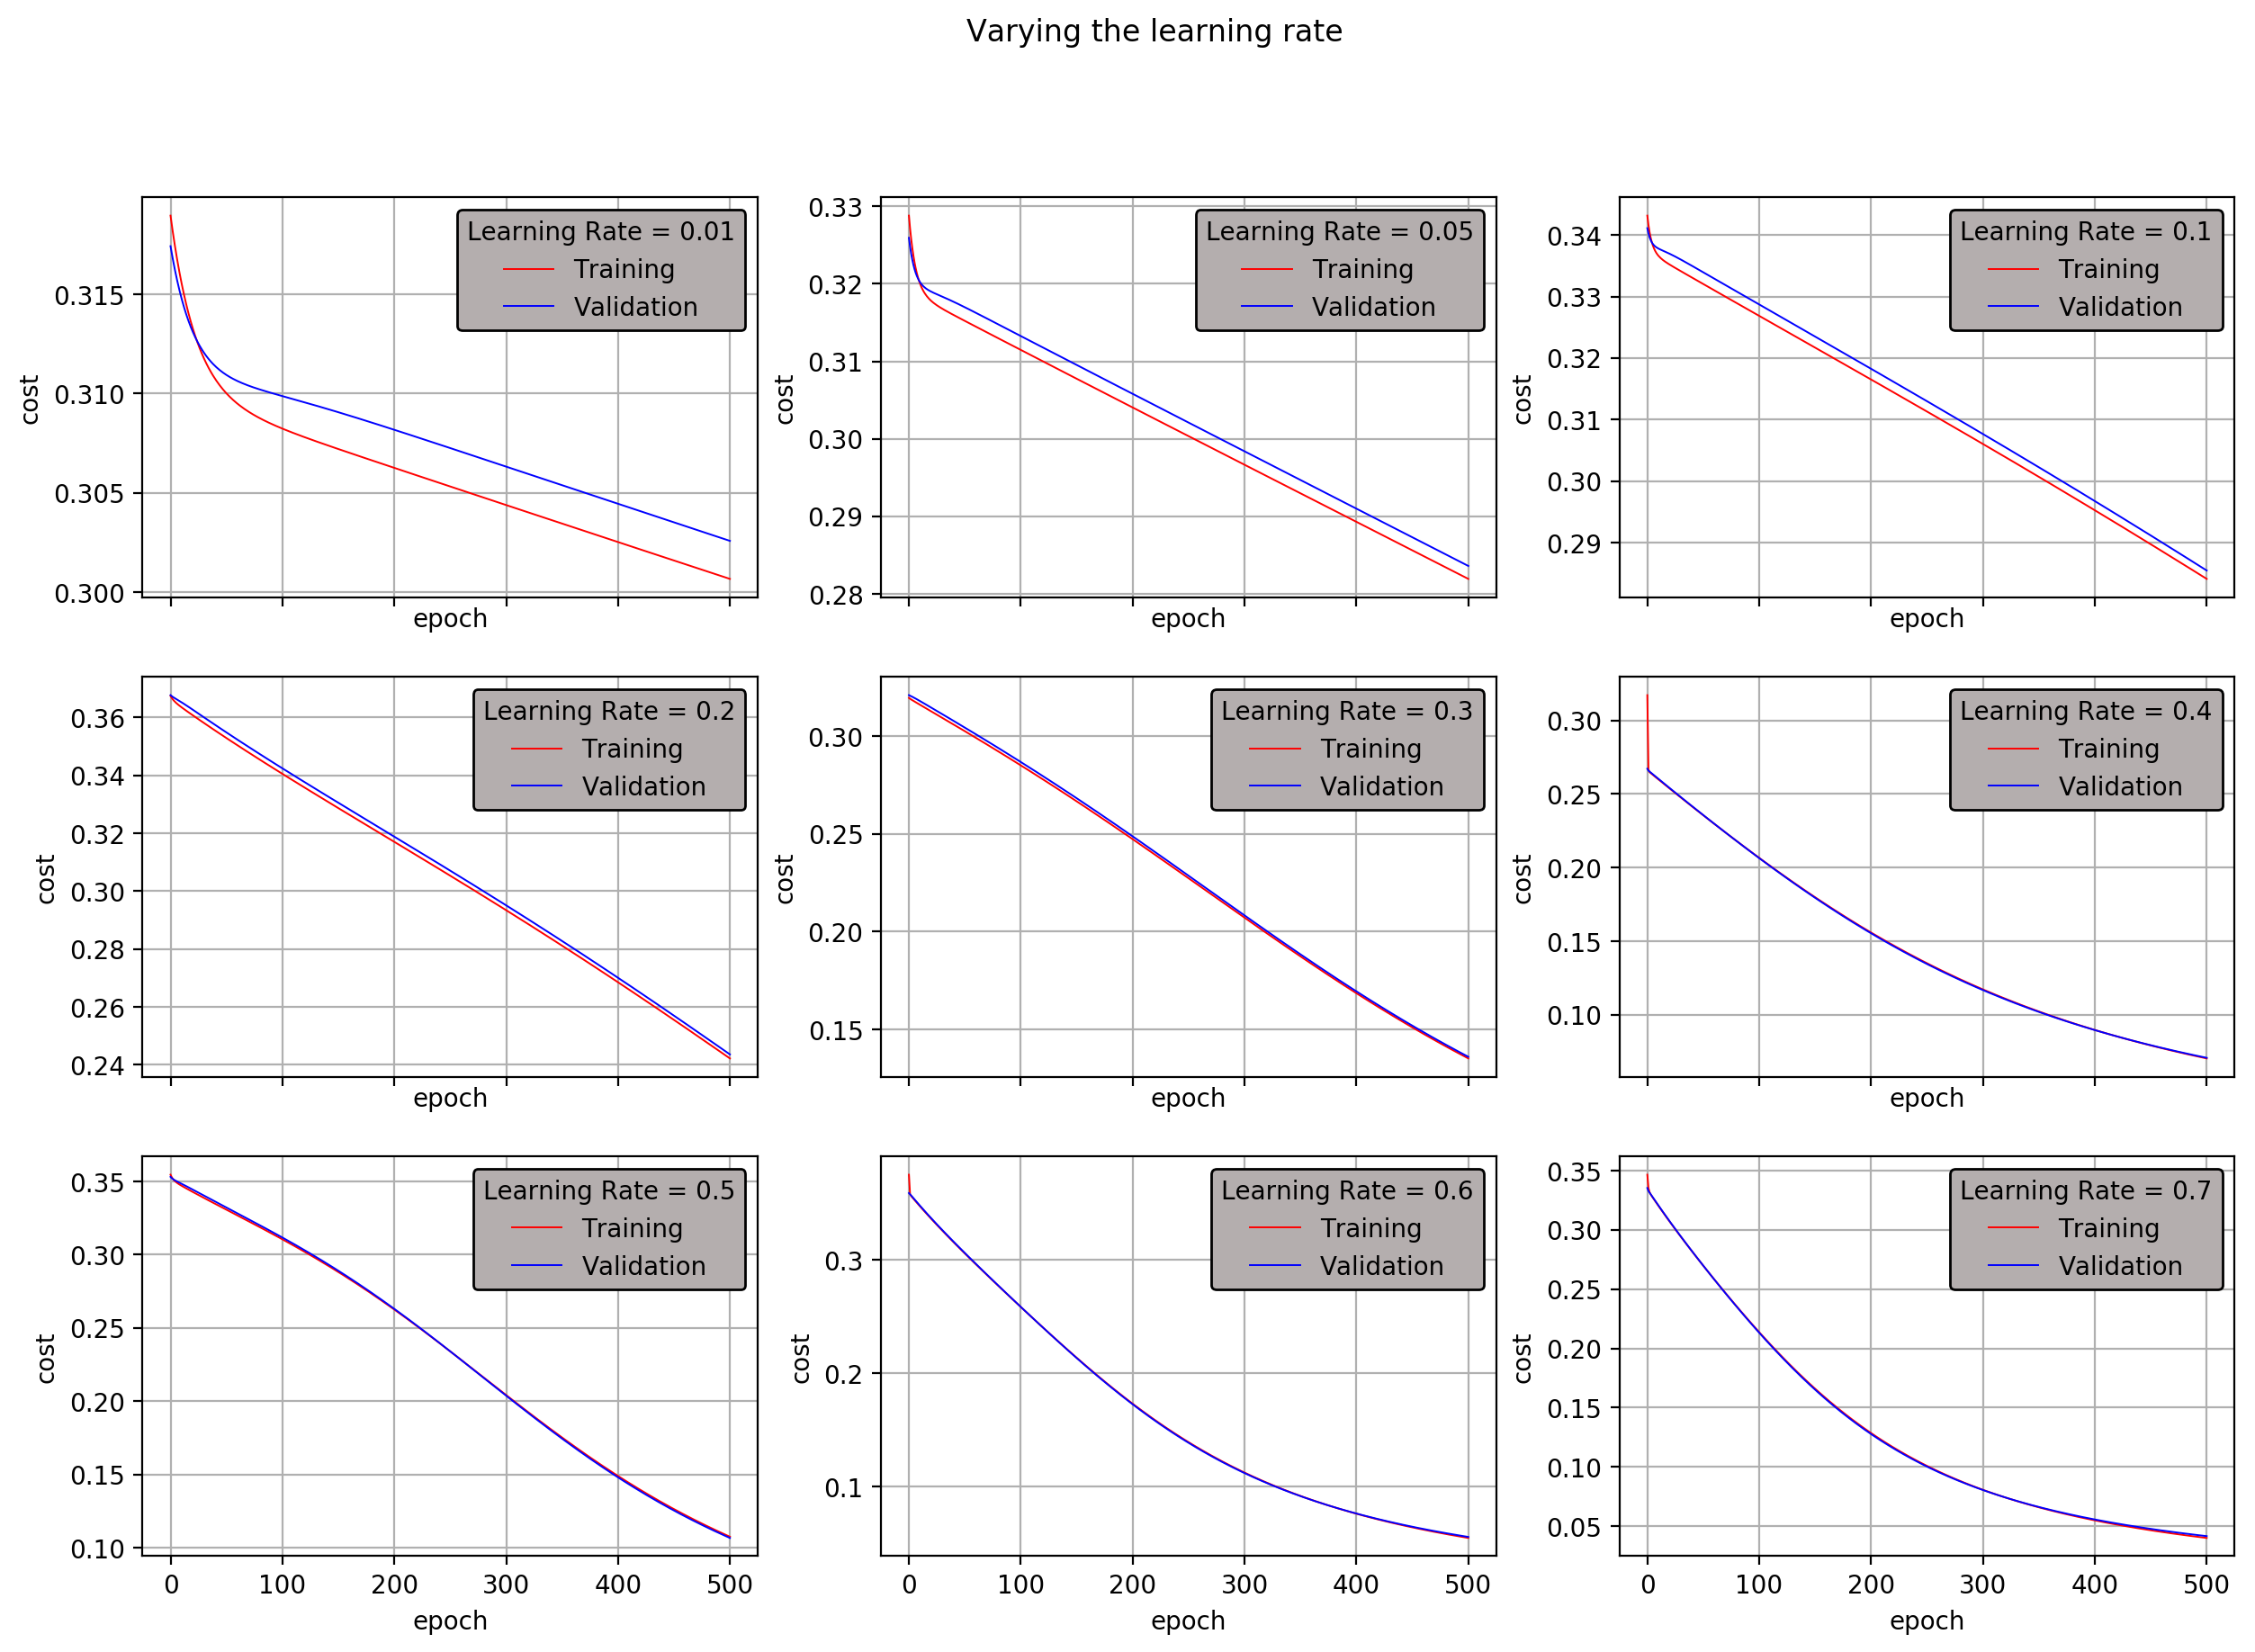 Varying the learning rate
Learning Rate = 0.01
Training
Validation
0.315
0.310
0.305
0.300
cost
epoch
Learning Rate = 0.05
Training
Validation
0.33
0.32
0.31
0.30
0.29
0.28
cost
epoch
Learning Rate = 0.1
Training
Validation
0.34
0.33
0.32
0.31
0.30
0.29
cost
epoch
Learning Rate = 0.2
Training
Validation
0.36
0.34
0.32
0.30
0.28
0.26
0.24
cost
epoch
Learning Rate = 0.3
Training
Validation
0.30
0.25
0.20
0.15
cost
epoch
Learning Rate = 0.4
Training
Validation
0.30
0.25
0.20
0.15
0.10
cost
epoch
Learning Rate = 0.5
Training
Validation
0.35
0.30
0.25
0.20
0.15
0.10
cost
0 100 200 300 400 500
epoch
Learning Rate = 0.6
Training
Validation
0.3
0.2
0.1
cost
0 100 200 300 400 500
epoch
Learning Rate = 0.7
Training
Validation
0.35
0.30
0.25
0.20
0.15
0.10
0.05
cost
0 100 200 300 400 500
epoch